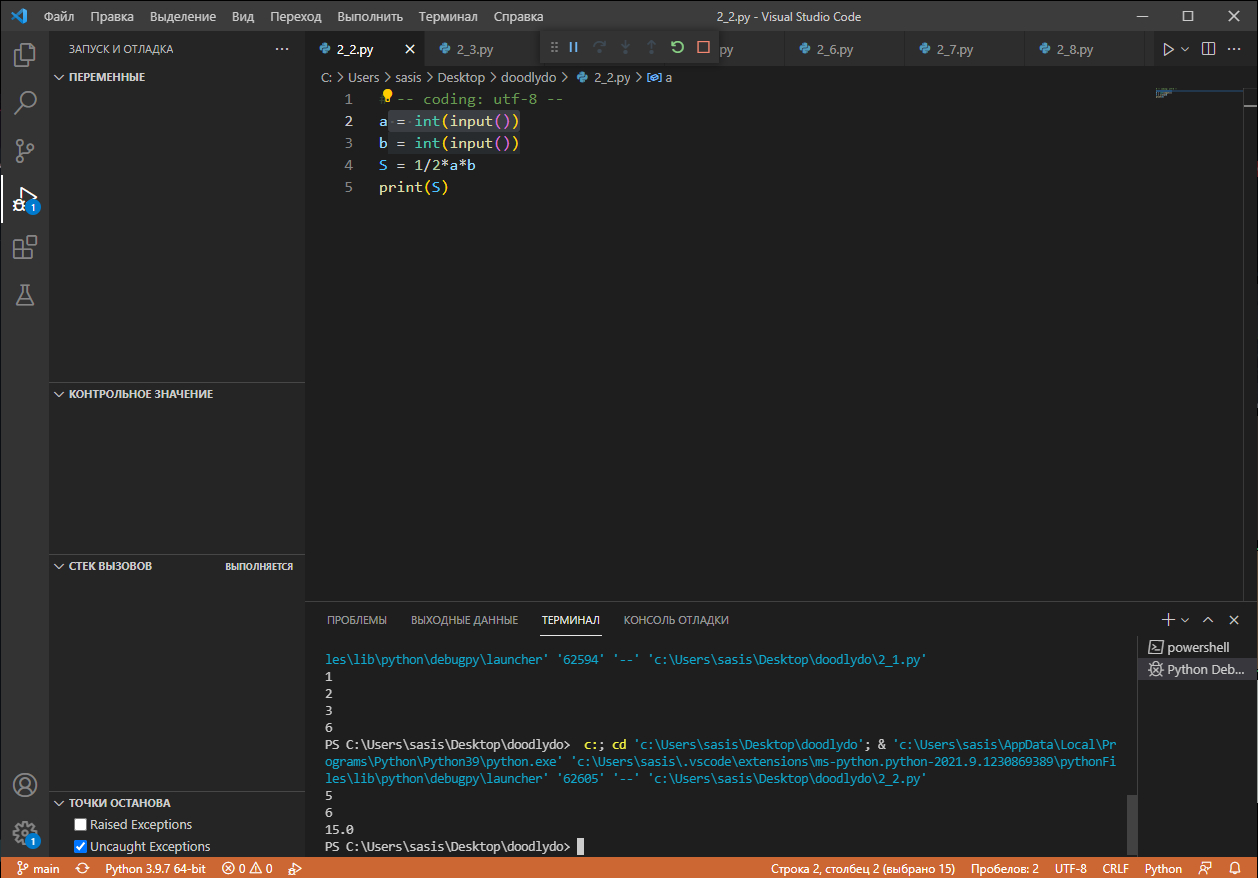 Файл Правка Выделение Вид Переход Выполнить Терминал Справка 2_2.py - Visual Studio Code
ЗАПУСК И ОТЛАДКА ...
2_2.py 2_3.py py 2_6.py 2_7.py 2_8.py ...
ПЕРЕМЕННЫЕ
C: > Users > sasis > Desktop > doodlydo > 2_2.py > a
1 -- coding: utf-8 --
2 a = int(input())
3 b = int(input())
4 S = 1/2*a*b
5 print(S)
1
КОНТРОЛЬНОЕ ЗНАЧЕНИЕ
СТЕК ВЫЗОВОВ ВЫПОЛНЯЕТСЯ
ТОЧКИ ОСТАНОВА
Raised Exceptions
Uncaught Exceptions
1
ПРОБЛЕМЫ ВЫХОДНЫЕ ДАННЫЕ ТЕРМИНАЛ КОНСОЛЬ ОТЛАДКИ
powershell
Python Deb...
les\lib\python\debugpy\launcher' '62594' '--' 'c:\Users\sasis\Desktop\doodlydo\2_1.py'
1
2
3
6
PS C:\Users\sasis\Desktop\doodlydo> c:; cd 'c:\Users\sasis\Desktop\doodlydo'; & 'c:\Users\sasis\AppData\Local\Pr
ograms\Python\Python39\python.exe' 'c:\Users\sasis\.vscode\extensions\ms-python.python-2021.9.1230869389\pythonFi
les\lib\python\debugpy\launcher' '62605' '--' 'c:\Users\sasis\Desktop\doodlydo\2_2.py'
5
6
15.0
PS C:\Users\sasis\Desktop\doodlydo>
main Python 3.9.7 64-bit 0 0 Строка 2, столбец 2 (выбрано 15) Пробелов: 2 UTF-8 CRLF Python